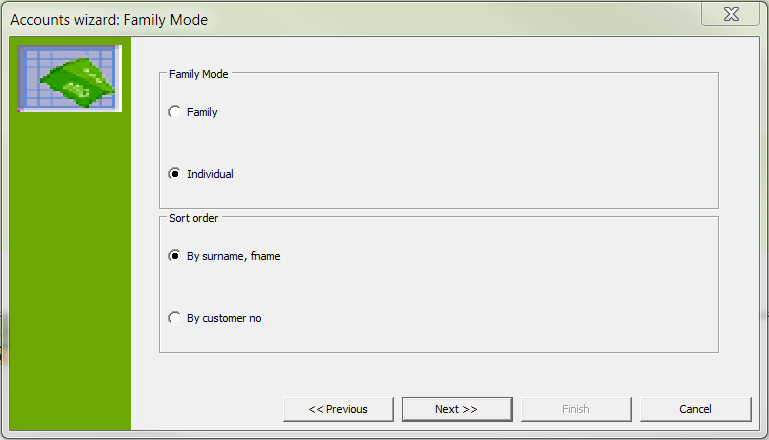 Accounts wizard: Family Mode
Family Mode
Family
Individual
Sort order
By surname, fname
By customer no
<< Previous
Next >>
Finish
Cancel